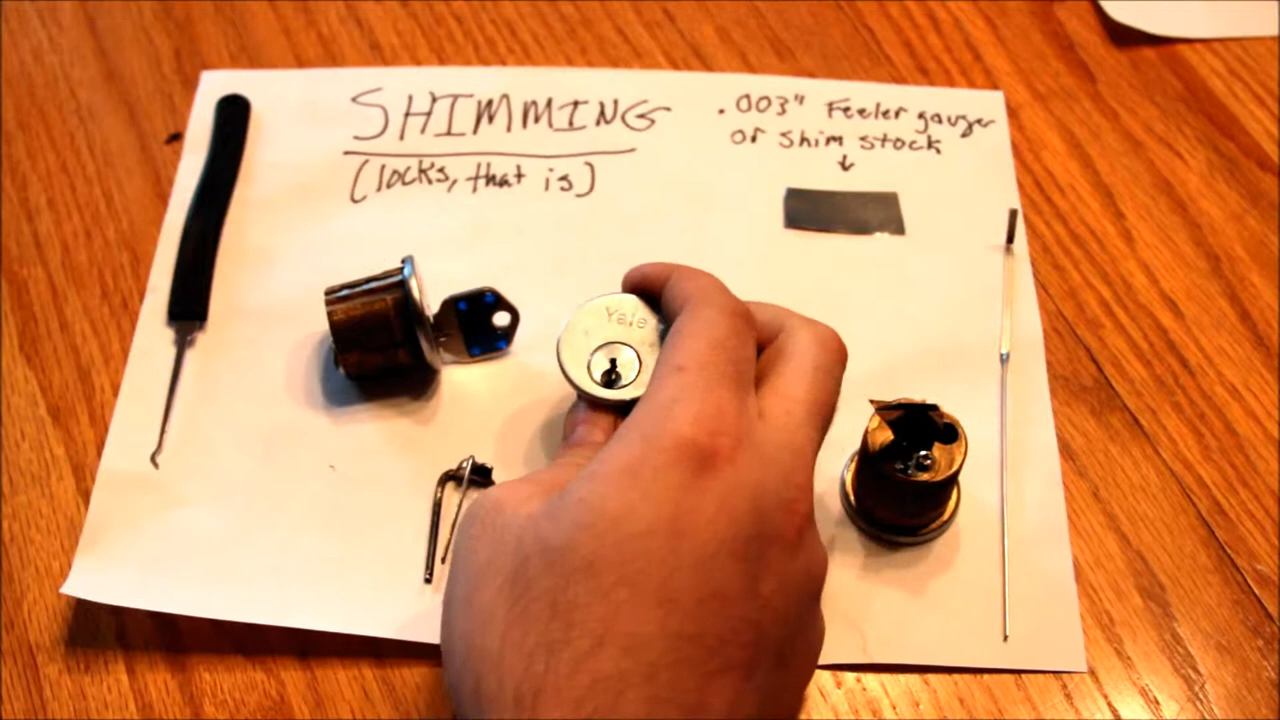 SHIMMING
(locks, that is)
.003" Feeler gauge
or shim stock
Yale